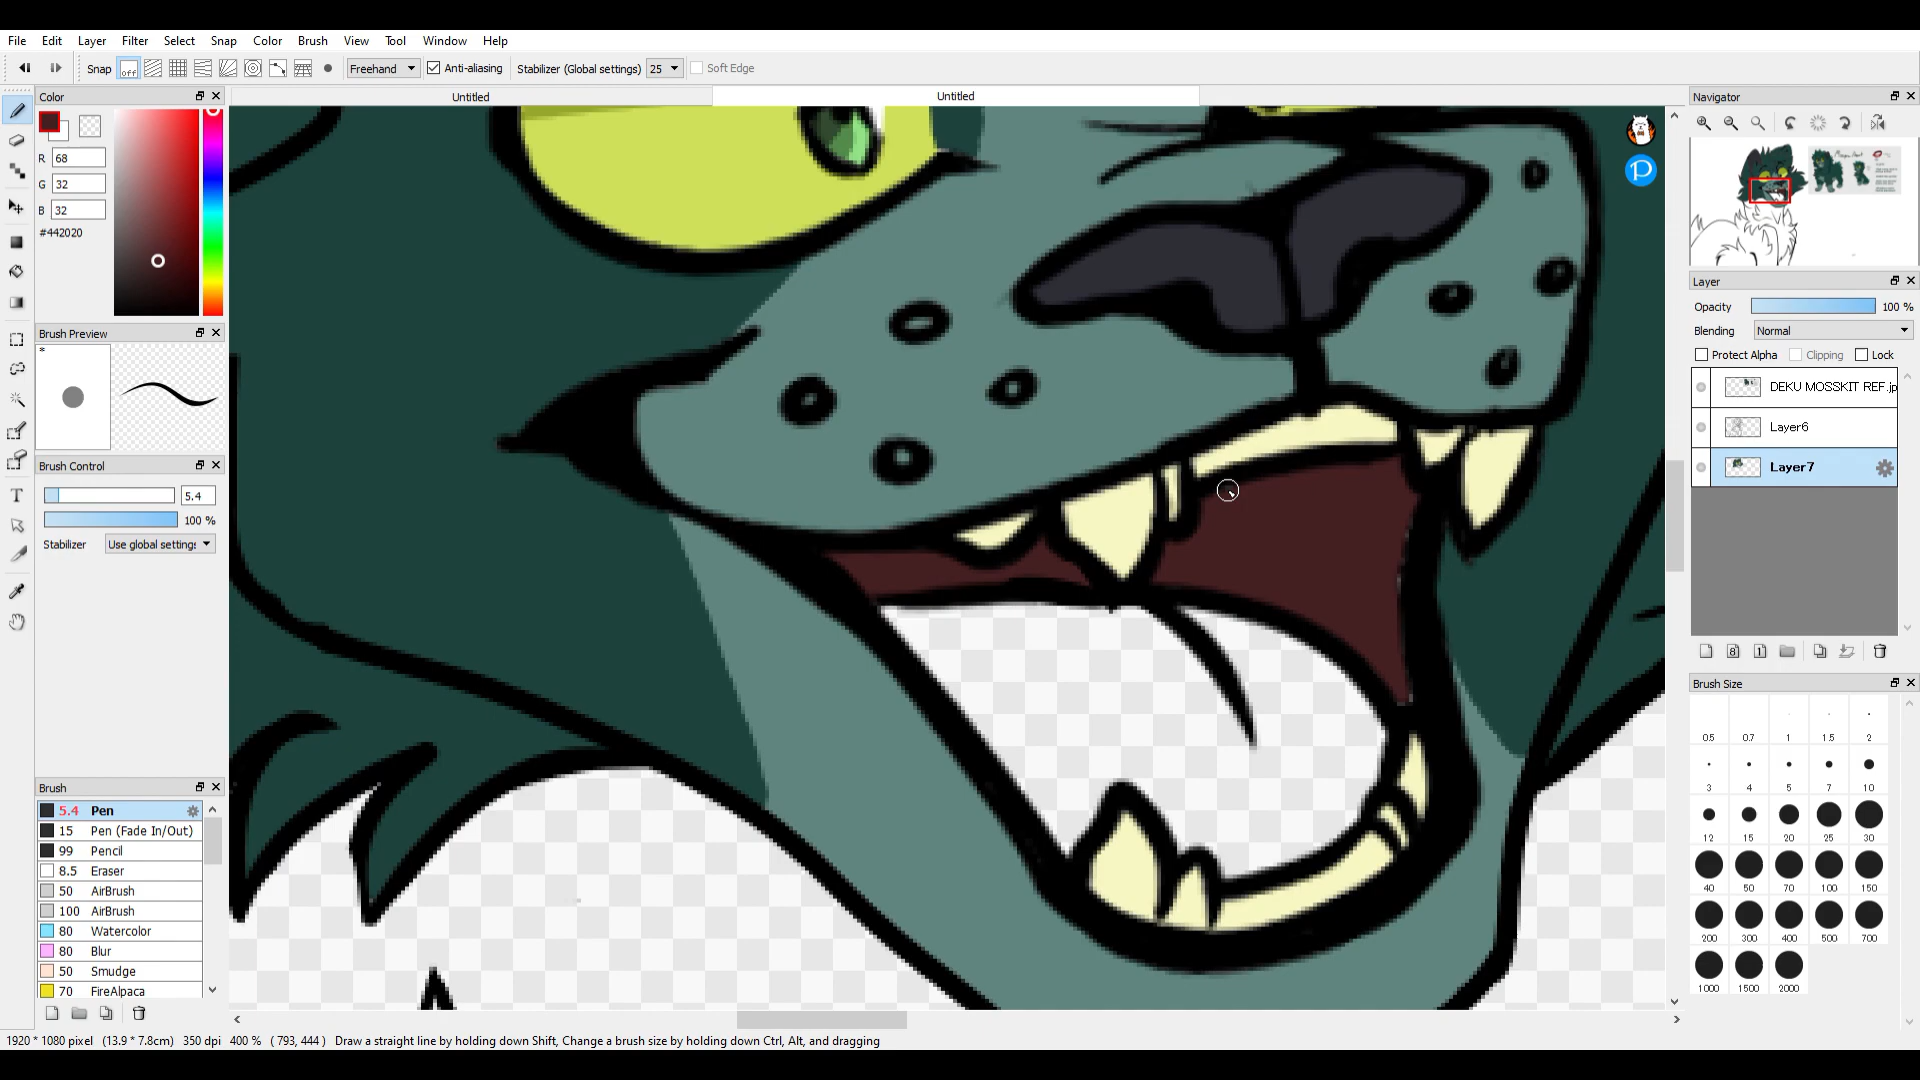 File Edit Layer Filter Select Snap Color Brush View Tool Window Help
Snap off Freehand Anti-aliasing Stabilizer (Global settings) 25 Soft Edge
Color
R 68
G 32
B 32
#442020
Brush Preview
*
Brush Control
5.4
100 %
Stabilizer Use global setting:
Brush
5.4 Pen
15 Pen (Fade In/Out)
99 Pencil
8.5 Eraser
50 AirBrush
100 AirBrush
80 Watercolor
80 Blur
50 Smudge
70 FireAlpaca
Untitled Untitled
Navigator
Layer
Opacity 100 %
Blending Normal
Protect Alpha Clipping Lock
DEKU MOSSKIT REF.jp
Layer6
Layer7
Brush Size
0.5 0.7 1 1.5 2
3 4 5 7 10
12 15 20 25 30
40 50 70 100 150
200 300 400 500 700
1000 1500 2000
1920 * 1080 pixel (13.9 * 7.8cm) 350 dpi 400 % ( 793, 444 ) Draw a straight line by holding down Shift, Change a brush size by holding down Ctrl, Alt, and dragging